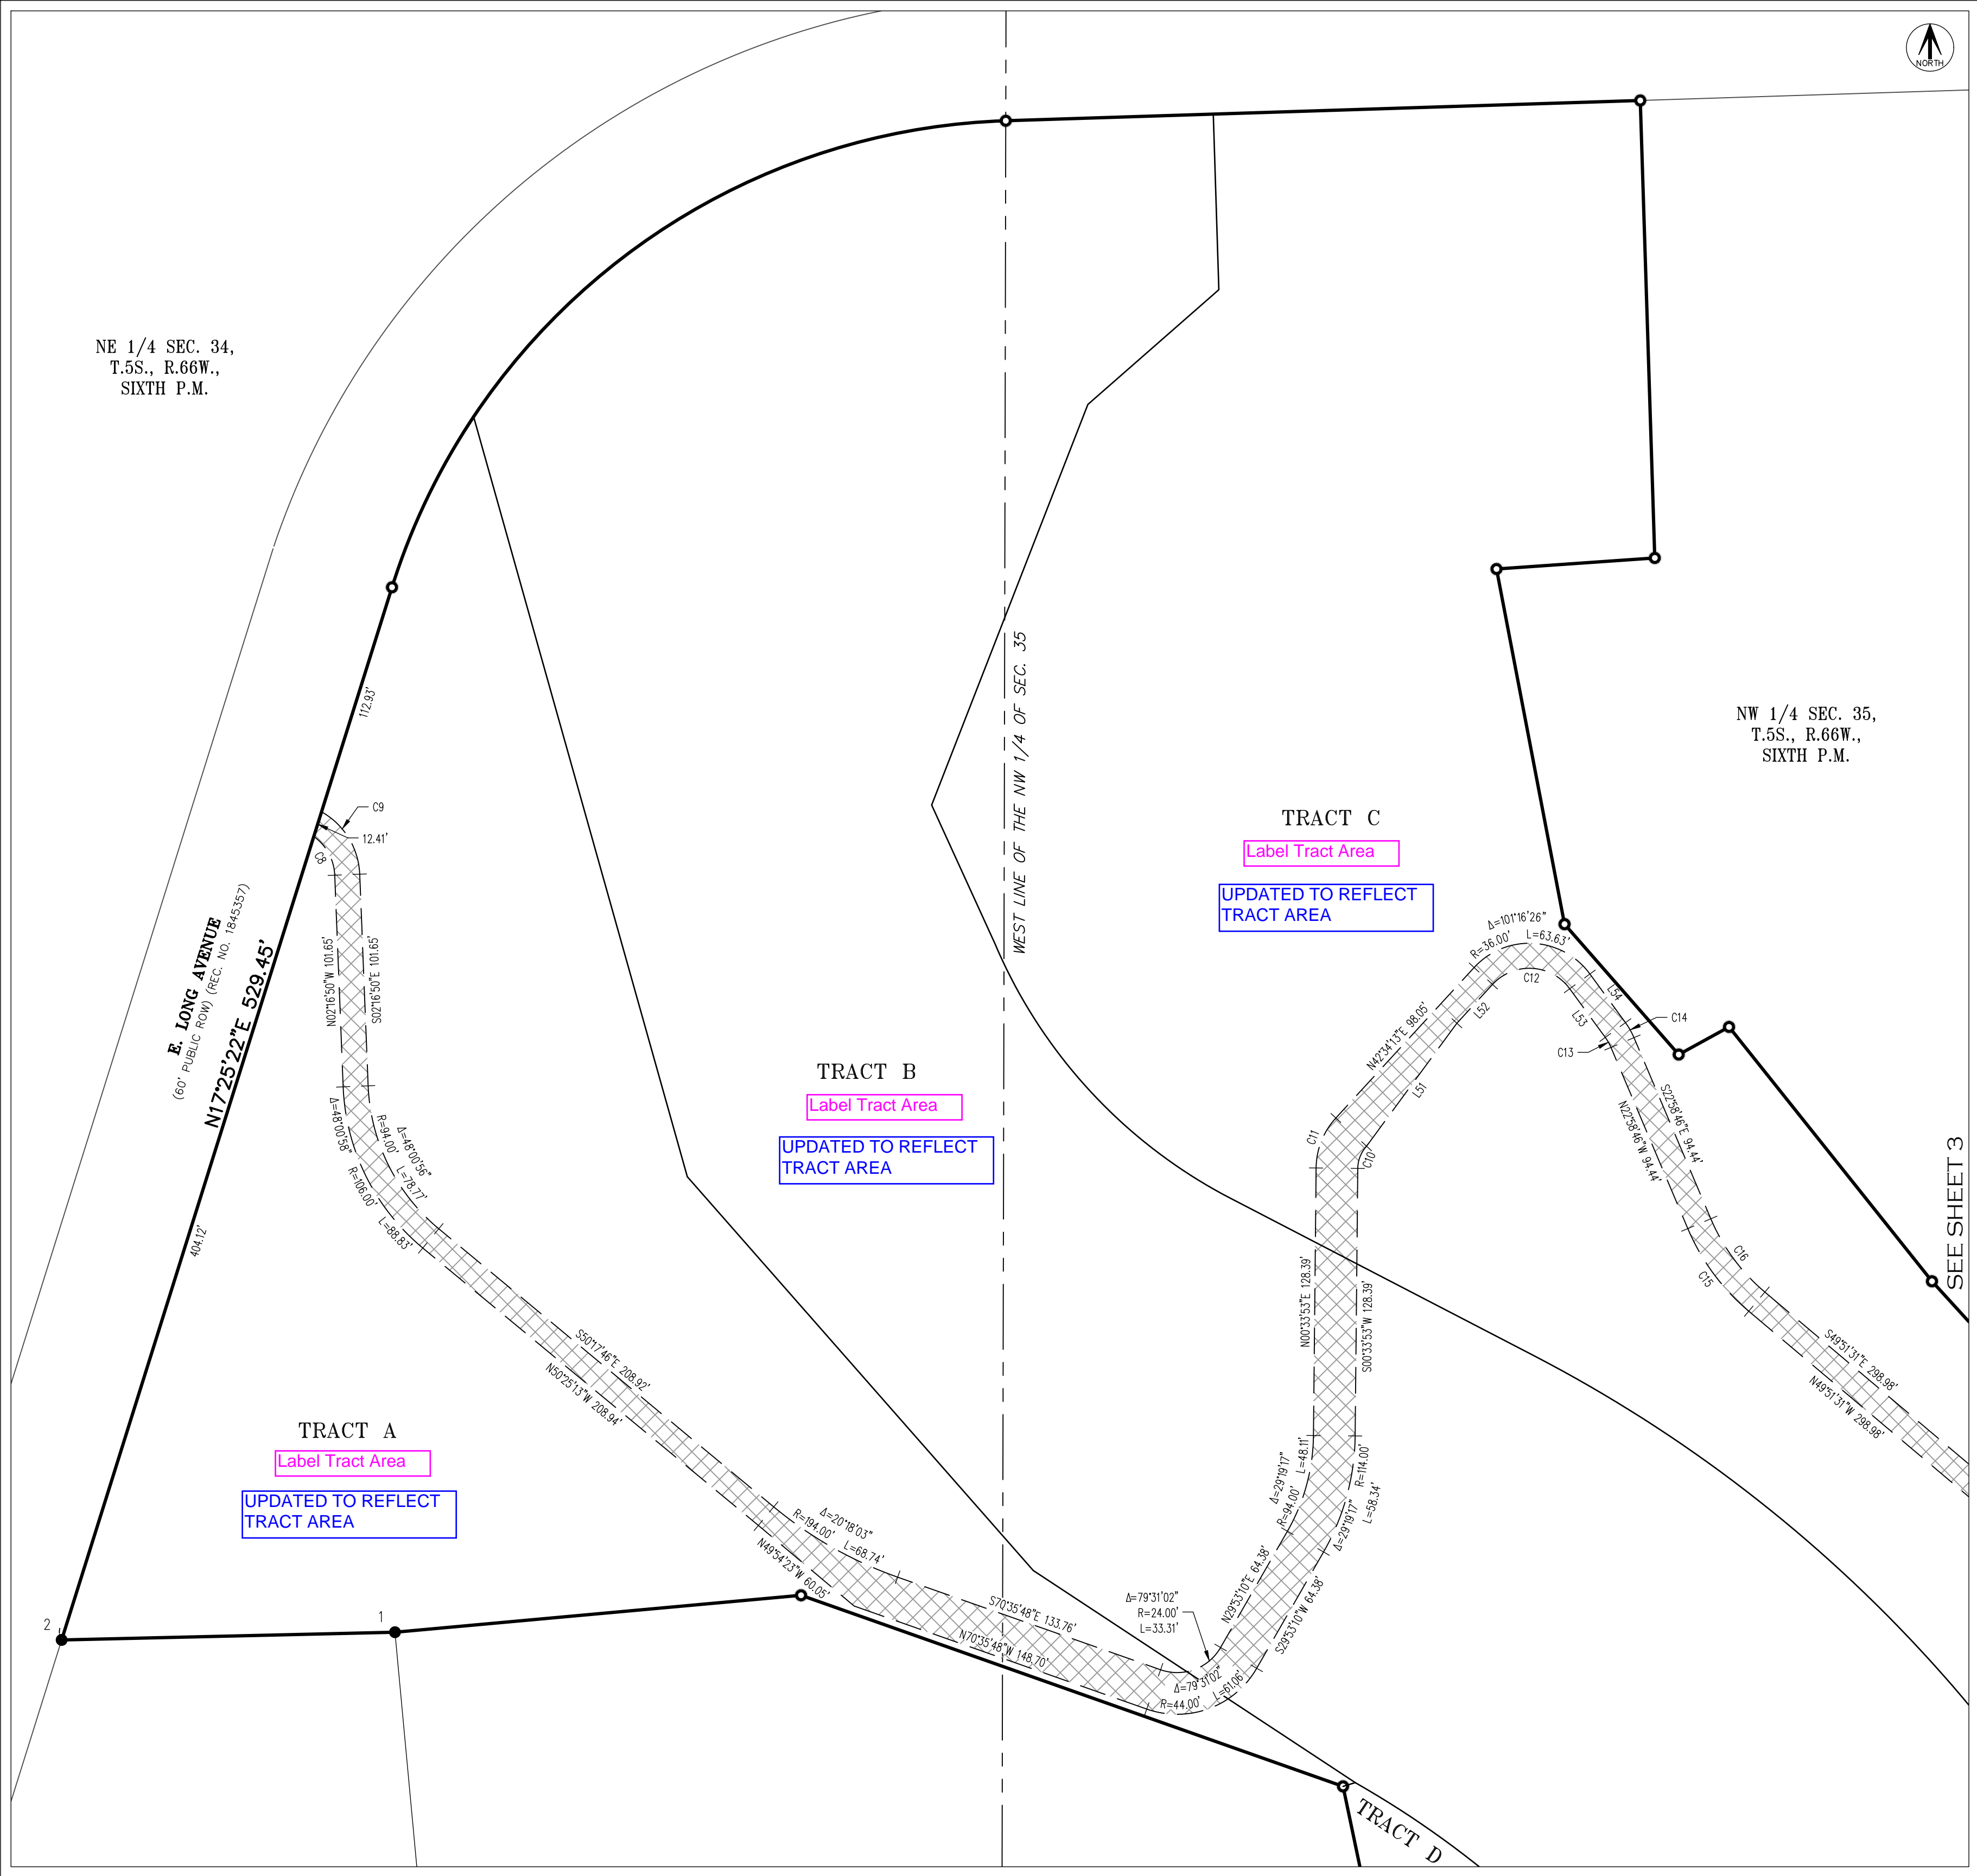 NORTH
NE 1/4 SEC. 34,
T.5S., R.66W.,
SIXTH P.M.
WEST LINE OF THE NW 1/4 OF SEC. 35
NW 1/4 SEC. 35,
T.5S., R.66W.,
SIXTH P.M.
112.93'
C9
12.41'
C8
E. LONG AVENUE
(60' PUBLIC ROW) (REC. NO. 1845357)
N17°25'22"E 529.45'
404.12'
N02°16'50"W 101.65'
S02°16'50"E 101.65'
Δ=48°00'58"
R=106.00'
L=88.83'
Δ=48°00'56"
R=94.00'
L=78.77'
S50°17'46"E 208.92'
N50°25'13"W 208.94'
TRACT A
Label Tract Area
UPDATED TO REFLECT
TRACT AREA
TRACT B
Label Tract Area
UPDATED TO REFLECT
TRACT AREA
TRACT C
Label Tract Area
UPDATED TO REFLECT
TRACT AREA
Δ=101°16'26"
R=36.00'
L=63.63'
C12
L52
L53
L54
C14
C13
N42°34'13"E 98.05'
L51
C11
C10
S22°58'46"E 94.44'
N22°58'46"W 94.44'
C16
C15
SEE SHEET 3
S49°51'31"E 298.98'
N49°51'31"W 298.98'
N00°33'53"E 128.39'
S00°33'53"W 128.39'
Δ=29°19'17"
R=94.00'
L=48.11'
R=114.00'
Δ=29°19'17"
L=58.34'
N29°53'10"E 64.38'
S29°53'10"W 64.38'
Δ=20°18'03"
R=194.00'
L=68.74'
N49°54'23"W 60.05'
S70°35'48"E 133.76'
N70°35'48"W 148.70'
Δ=79°31'02"
R=24.00'
L=33.31'
Δ=79°31'02"
R=44.00'
L=61.06'
2
1
TRACT D